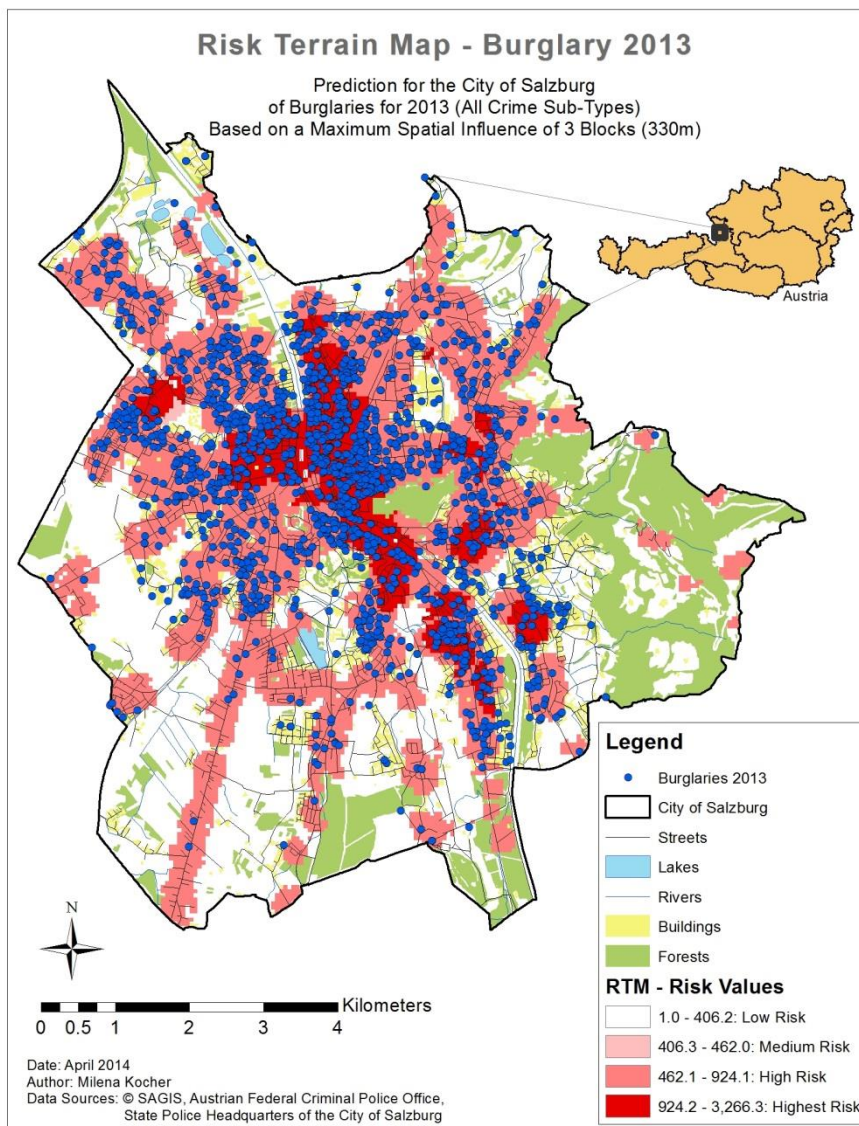 Risk Terrain Map - Burglary 2013
Prediction for the City of Salzburg
of Burglaries for 2013 (All Crime Sub-Types)
Based on a Maximum Spatial Influence of 3 Blocks (330m)
Austria
Legend
Burglaries 2013
City of Salzburg
Streets
Lakes
Rivers
Buildings
Forests
RTM - Risk Values
1.0 - 406.2: Low Risk
406.3 - 462.0: Medium Risk
462.1 - 924.1: High Risk
924.2 - 3,266.3: Highest Risk
N
Kilometers
0 0.5 1 2 3 4
Date: April 2014
Author: Milena Kocher
Data Sources: © SAGIS, Austrian Federal Criminal Police Office,
State Police Headquarters of the City of Salzburg